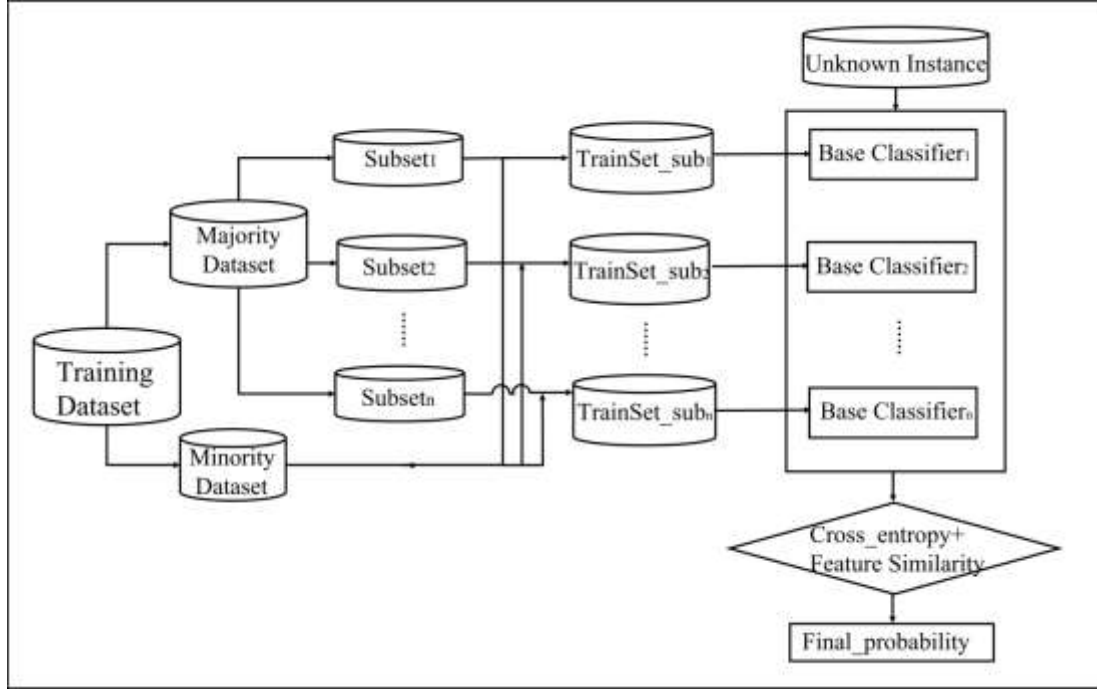 Unknown Instance
Subset₁
TrainSet_sub₁
Base Classifier₁
Majority
Dataset
Subset₂
TrainSet_sub₂
Base Classifier₂
Training
Dataset
Subsetₙ
TrainSet_subₙ
Base Classifierₙ
Minority
Dataset
Cross_entropy+
Feature Similarity
Final_probability